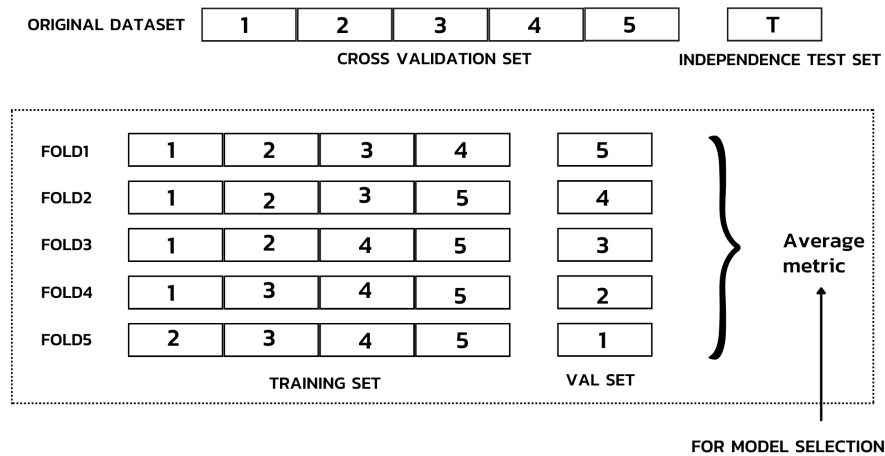 ORIGINAL DATASET 1 2 3 4 5 T
CROSS VALIDATION SET INDEPENDENCE TEST SET
FOLD1 1 2 3 4 5
FOLD2 1 2 3 5 4
FOLD3 1 2 4 5 3
FOLD4 1 3 4 5 2
FOLD5 2 3 4 5 1
Average
metric
TRAINING SET VAL SET
FOR MODEL SELECTION